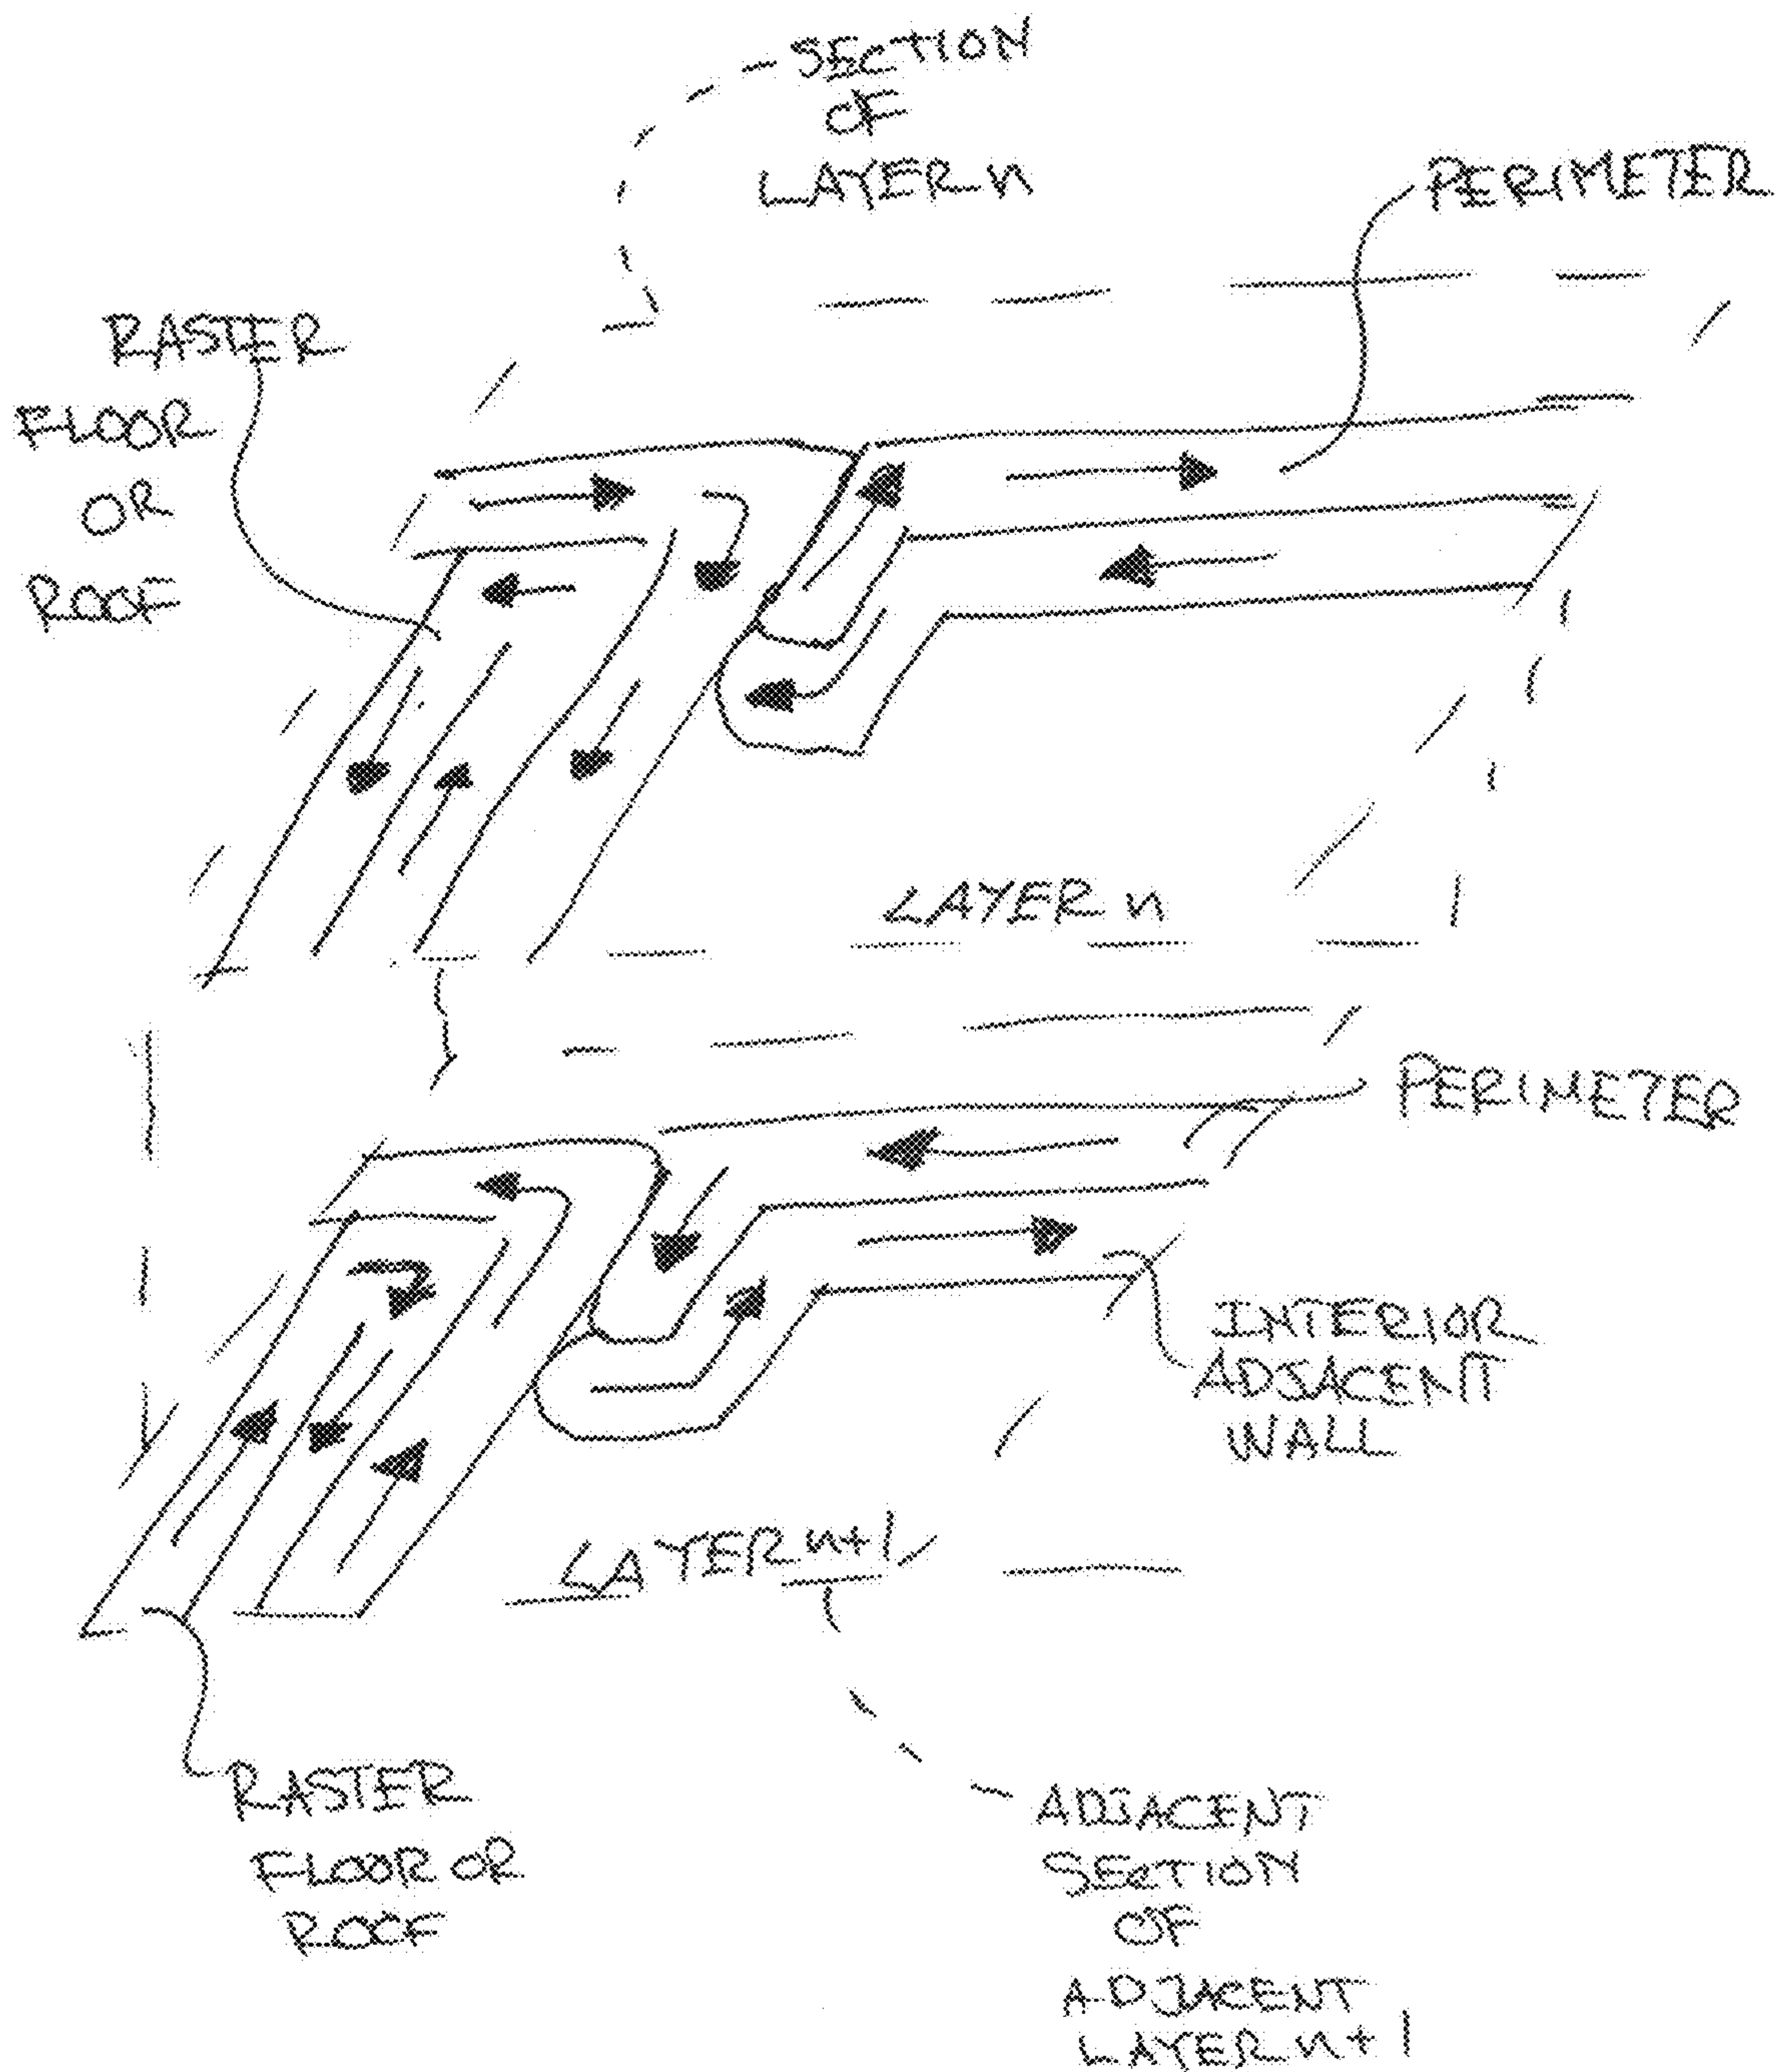 SECTION
OF
LAYER n
PERIMETER
RASTER
FLOOR
OR
ROOF
LAYER n
PERIMETER
INTERIOR
ADJACENT
WALL
LAYER n+1
RASTER
FLOOR OR
ROOF
ADJACENT
SECTION
OF
ADJACENT
LAYER n+1